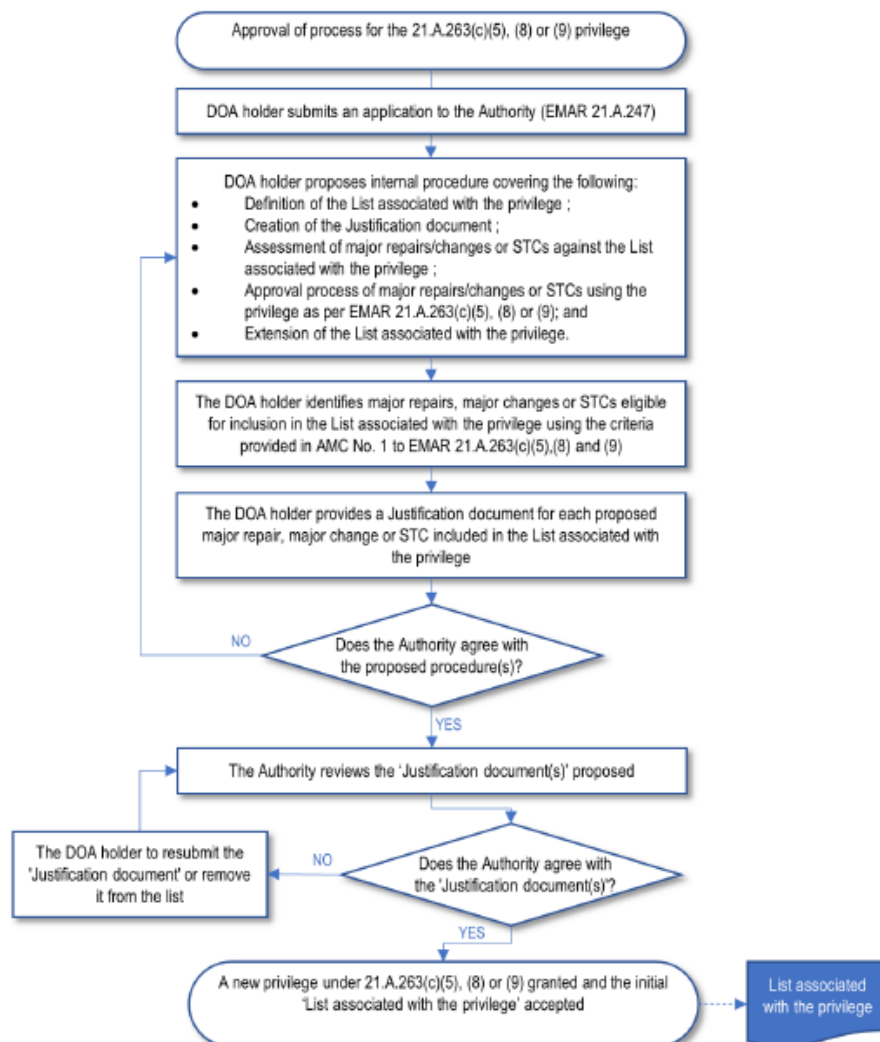 Approval of process for the 21.A.263(c)(5), (8) or (9) privilege
DOA holder submits an application to the Authority (EMAR 21.A.247)
DOA holder proposes internal procedure covering the following:
• Definition of the List associated with the privilege ;
• Creation of the Justification document ;
• Assessment of major repairs/changes or STCs against the List
associated with the privilege ;
• Approval process of major repairs/changes or STCs using the
privilege as per EMAR 21.A.263(c)(5), (8) or (9); and
• Extension of the List associated with the privilege.
The DOA holder identifies major repairs, major changes or STCs eligible
for inclusion in the List associated with the privilege using the criteria
provided in AMC No. 1 to EMAR 21.A.263(c)(5),(8) and (9)
The DOA holder provides a Justification document for each proposed
major repair, major change or STC included in the List associated with
the privilege
NO
Does the Authority agree with
the proposed procedure(s)?
YES
The Authority reviews the 'Justification document(s)' proposed
The DOA holder to resubmit the
'Justification document' or remove
it from the list
NO
Does the Authority agree with
the 'Justification document(s)'?
YES
A new privilege under 21.A.263(c)(5), (8) or (9) granted and the initial
'List associated with the privilege' accepted
List associated
with the privilege